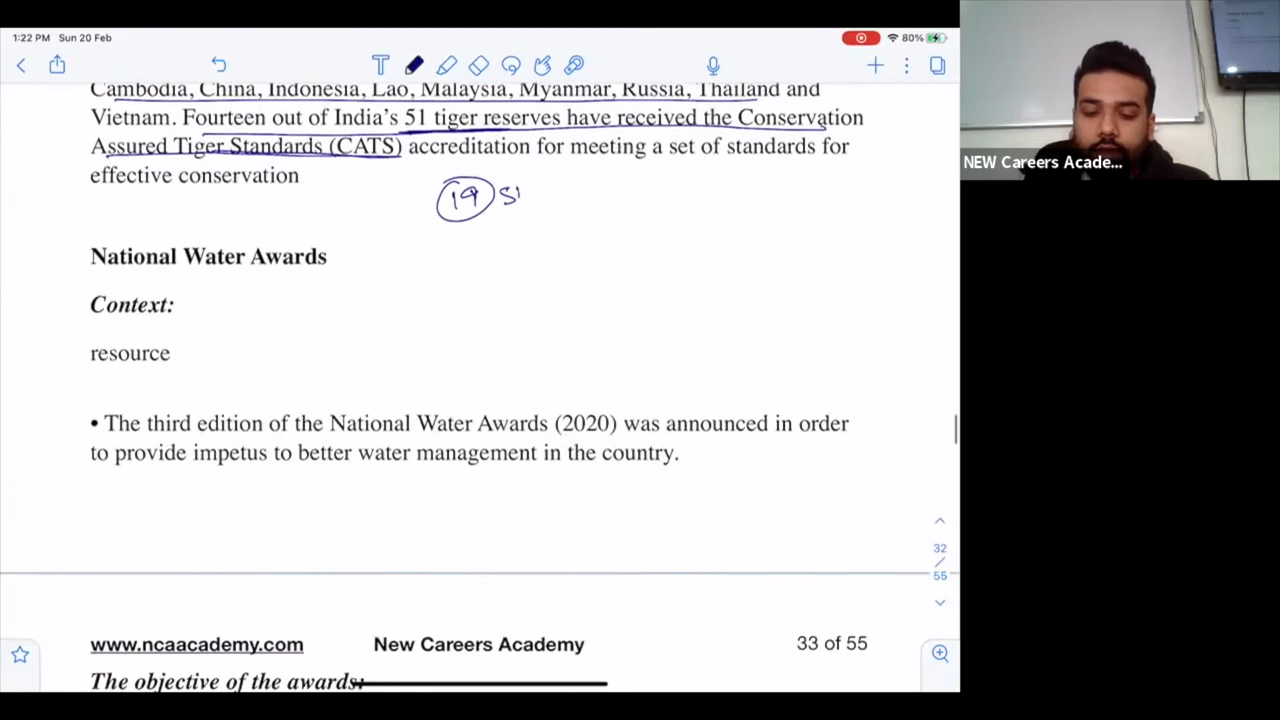 1:22 PM Sun 20 Feb
80%
Cambodia, China, Indonesia, Lao, Malaysia, Myanmar, Russia, Thailand and
Vietnam. Fourteen out of India’s 51 tiger reserves have received the Conservation
Assured Tiger Standards (CATS) accreditation for meeting a set of standards for
effective conservation
National Water Awards
Context:
resource
• The third edition of the National Water Awards (2020) was announced in order
to provide impetus to better water management in the country.
32
/
55
www.ncaacademy.com New Careers Academy 33 of 55
The objective of the awards:
NEW Careers Acade...